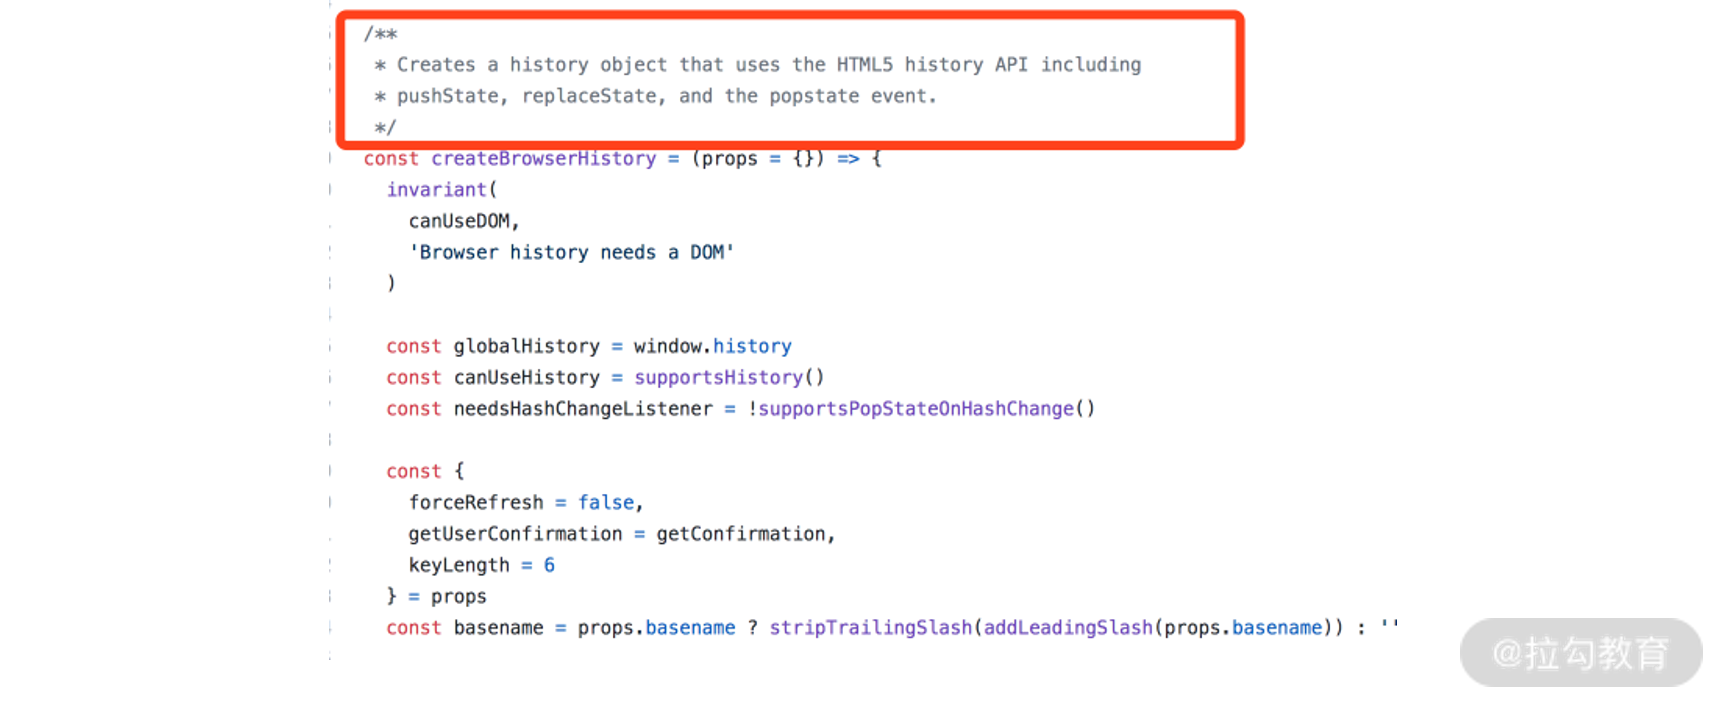 /**
 * Creates a history object that uses the HTML5 history API including
 * pushState, replaceState, and the popstate event.
 */
const createBrowserHistory = (props = {}) => {
  invariant(
    canUseDOM,
    'Browser history needs a DOM'
  )

  const globalHistory = window.history
  const canUseHistory = supportsHistory()
  const needsHashChangeListener = !supportsPopStateOnHashChange()

  const {
    forceRefresh = false,
    getUserConfirmation = getConfirmation,
    keyLength = 6
  } = props
  const basename = props.basename ? stripTrailingSlash(addLeadingSlash(props.basename)) : ''
@拉勾教育